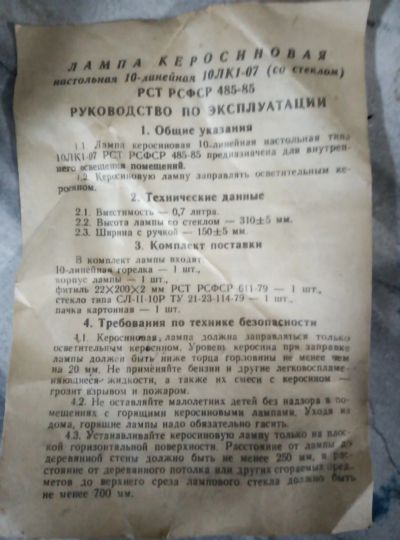 ЛАМПА КЕРОСИНОВАЯ
настольная 10-линейная 10ЛК1-07 (со стеклом)
РСТ РСФСР 485-85
РУКОВОДСТВО ПО ЭКСПЛУАТАЦИИ
1. Общие указания
1.1. Лампа керосиновая 10-линейная настольная типа
10ЛК1-07 РСТ РСФСР 485-85 предназначена для внутрен-
него освещения помещений.
1.2. Керосиновую лампу заправлять осветительным ке-
росином.
2. Технические данные
2.1. Вместимость — 0,7 литра.
2.2. Высота лампы со стеклом — 310±5 мм.
2.3. Ширина с ручкой — 150±5 мм.
3. Комплект поставки
В комплект лампы входит:
10-линейная горелка — 1 шт.,
корпус лампы — 1 шт.,
фитиль 22×200×2 мм РСТ РСФСР 611-79 — 1 шт.,
стекло типа СЛ-II-10Р ТУ 21-23-114-79 — 1 шт.,
пачка картонная — 1 шт.
4. Требования по технике безопасности
4.1. Керосиновая лампа должна заправляться только
осветительным керосином. Уровень керосина при заправке
лампы должен быть ниже торца горловины не менее чем
на 20 мм. Не применяйте бензин и другие легковоспламе-
няющиеся жидкости, а также их смеси с керосином —
грозит взрывом и пожаром.
4.2. Не оставляйте малолетних детей без надзора в по-
мещениях с горящими керосиновыми лампами. Уходя из
дома, горящие лампы надо обязательно гасить.
4.3. Устанавливайте керосиновую лампу только на плос-
кой горизонтальной поверхности. Расстояние от лампы до
деревянной стены должно быть не менее 250 мм, а рас-
стояние от деревянного потолка или других сгораемых пред-
метов до верхнего среза лампового стекла должно быть
не менее 700 мм.